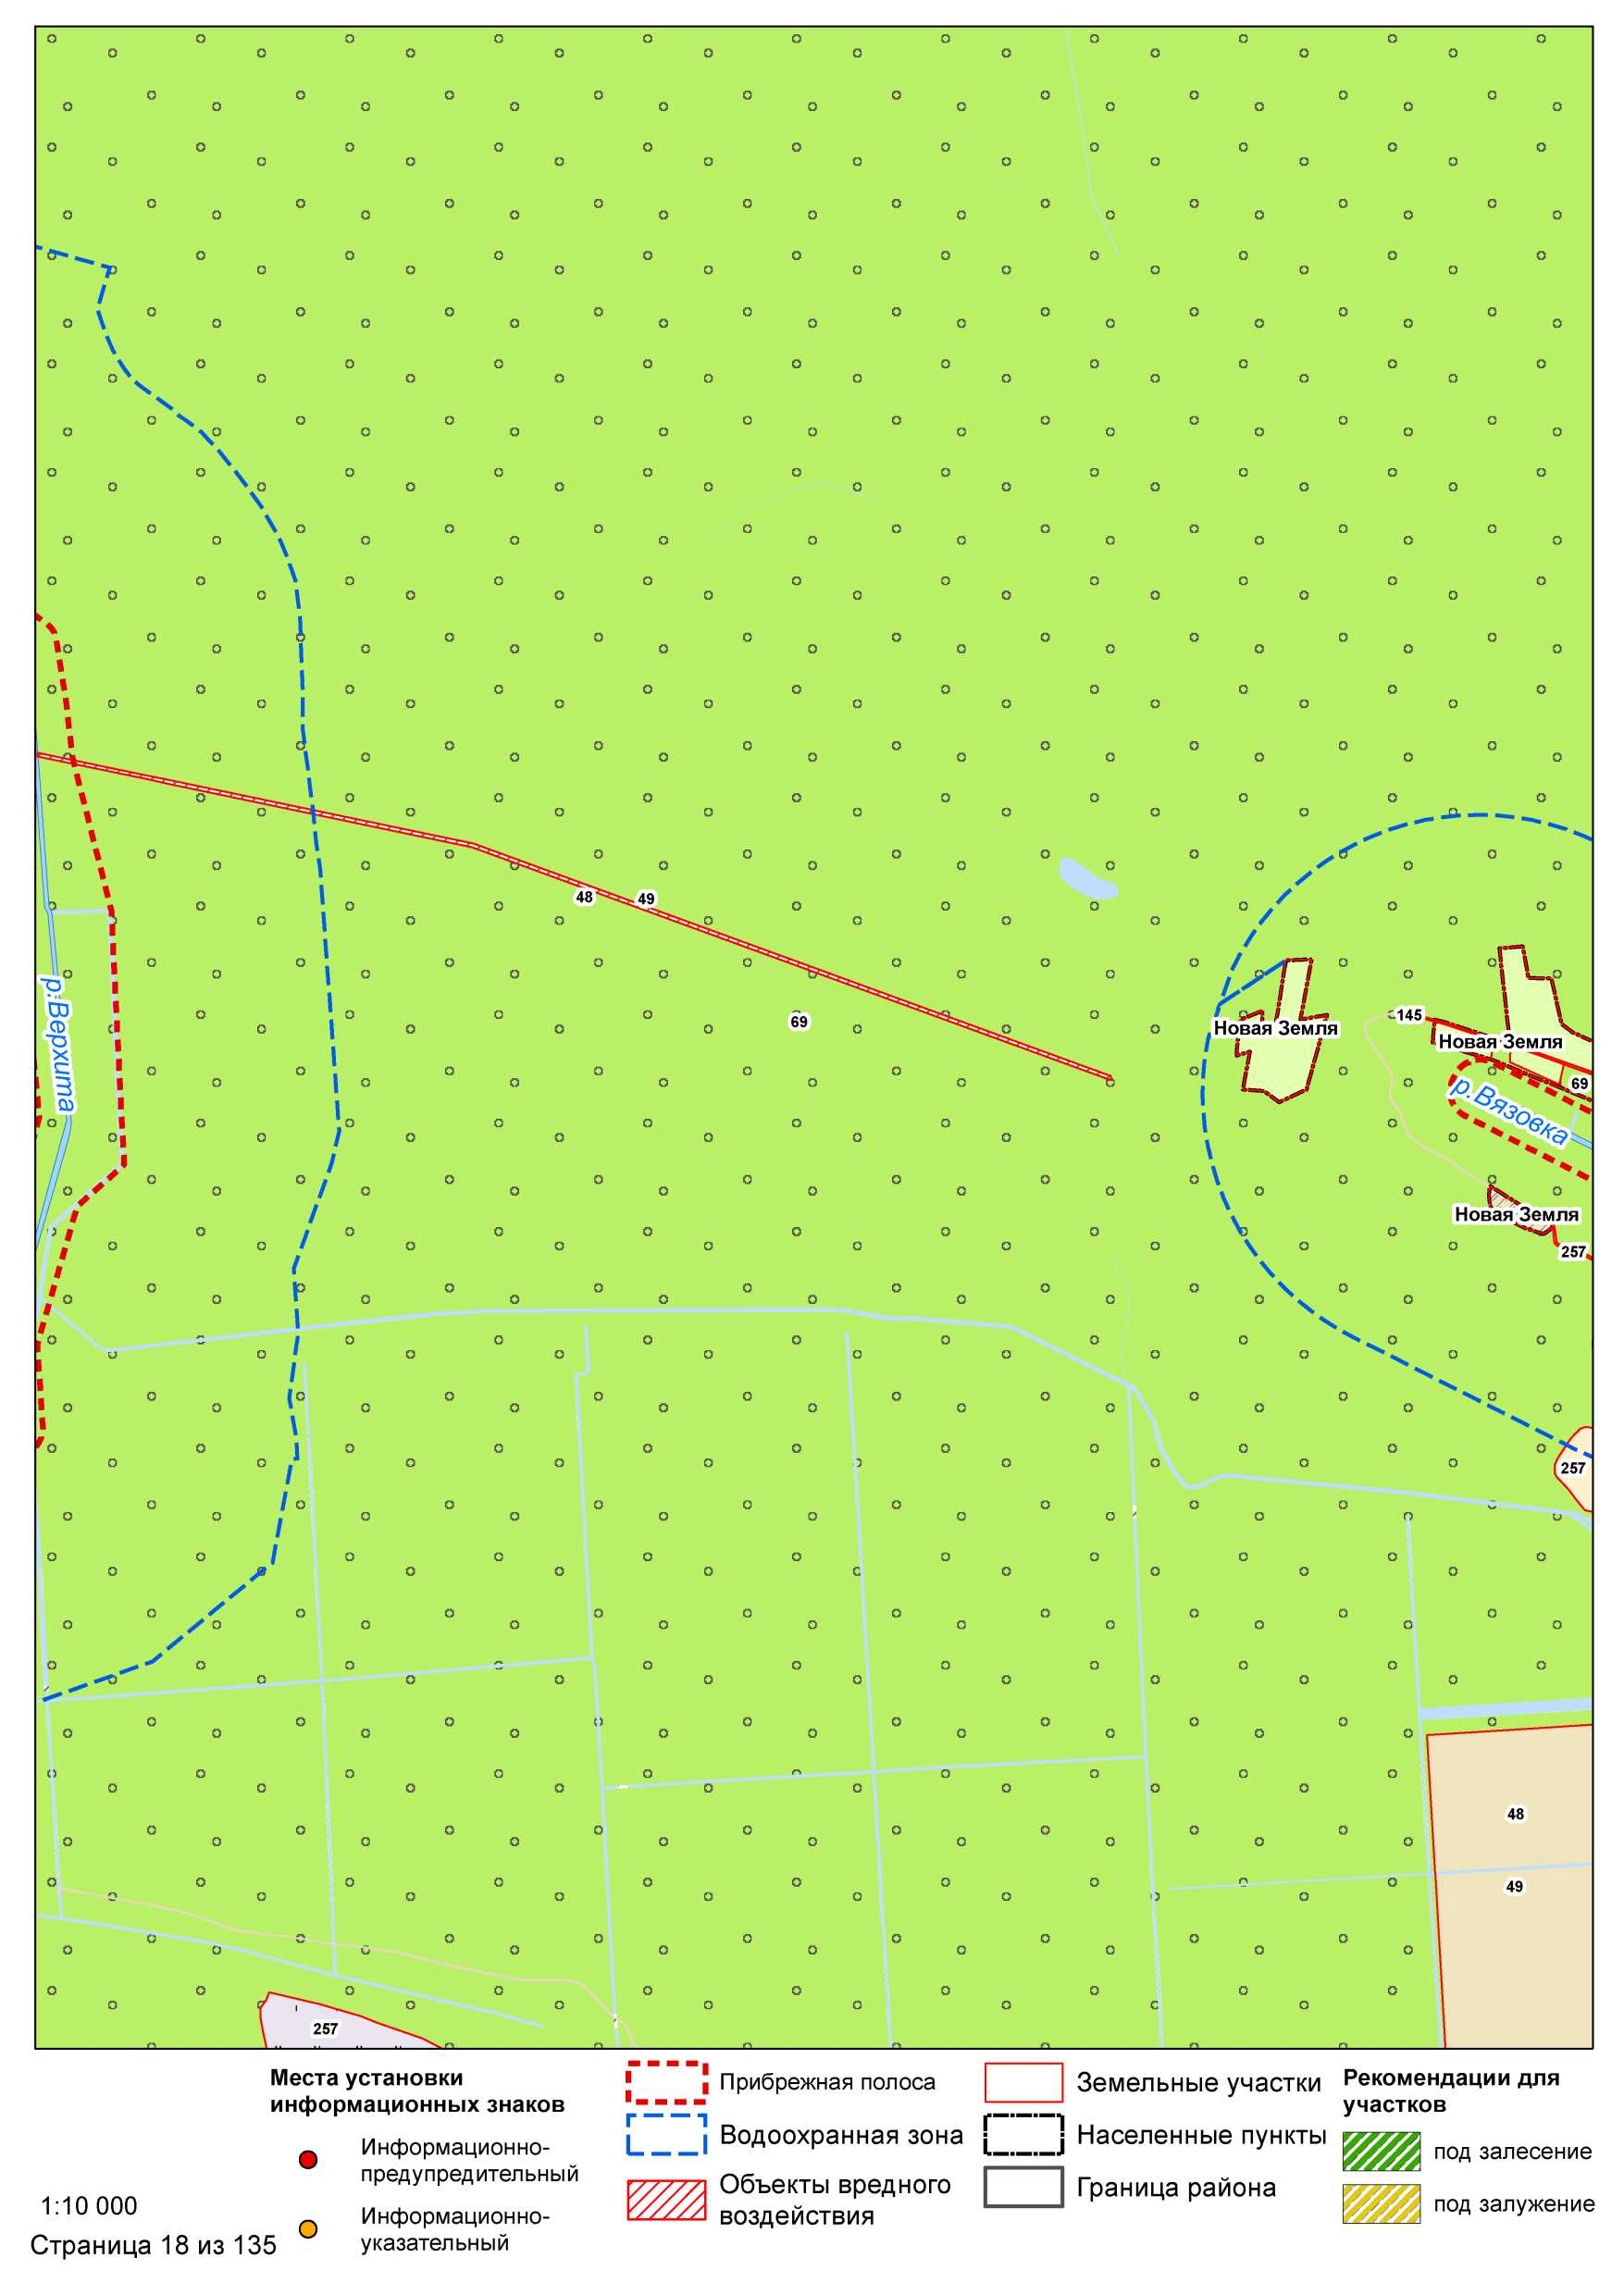 48
49
р.Верхита
69
Новая Земля
145
Новая Земля
69
р.Вязовка
Новая Земля
257
257
48
49
257
Места установки
информационных знаков
Информационно-
предупредительный
Информационно-
указательный
1:10 000
Страница 18 из 135
Прибрежная полоса
Водоохранная зона
Объекты вредного
воздействия
Земельные участки
Населенные пункты
Граница района
Рекомендации для
участков
под залесение
под залужение